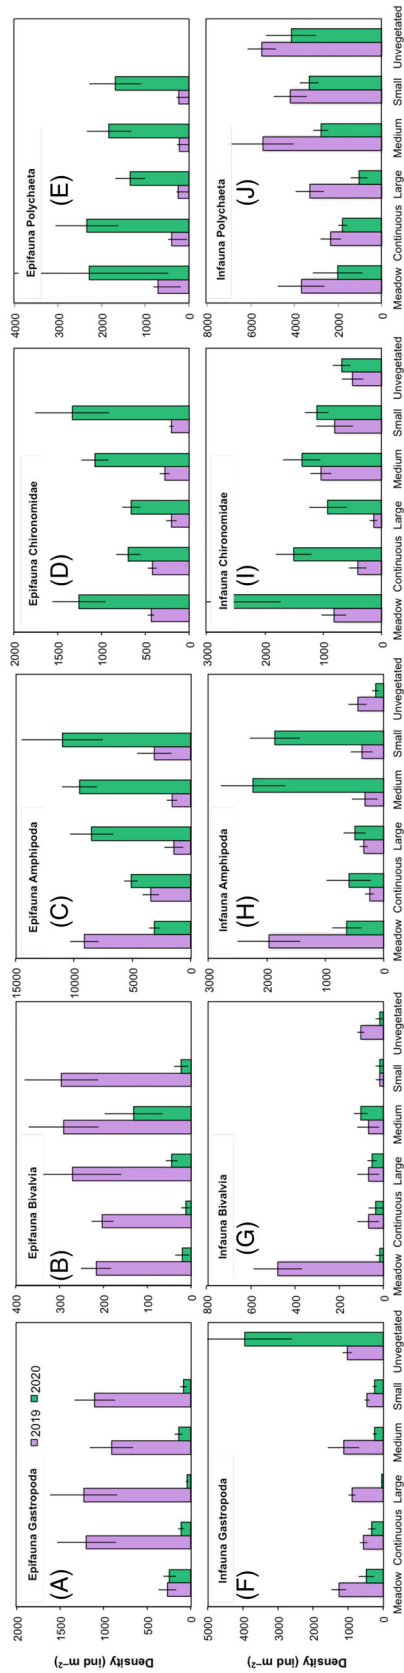 Density (ind m⁻²)
2000
1500
1000
500
0
Epifauna Gastropoda
(A)
2019 2020
400
300
200
100
0
Epifauna Bivalvia
(B)
15000
10000
5000
0
Epifauna Amphipoda
(C)
2000
1500
1000
500
0
Epifauna Chironomidae
(D)
4000
3000
2000
1000
0
Epifauna Polychaeta
(E)
Density (ind m⁻²)
5000
4000
3000
2000
1000
0
Infauna Gastropoda
(F)
Meadow Continuous Large Medium Small Unvegetated
800
600
400
200
0
Infauna Bivalvia
(G)
Meadow Continuous Large Medium Small Unvegetated
3000
2000
1000
0
Infauna Amphipoda
(H)
Meadow Continuous Large Medium Small Unvegetated
3000
2000
1000
0
Infauna Chironomidae
(I)
Meadow Continuous Large Medium Small Unvegetated
8000
6000
4000
2000
0
Infauna Polychaeta
(J)
Meadow Continuous Large Medium Small Unvegetated